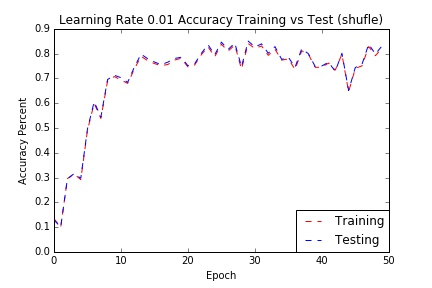 Learning Rate 0.01 Accuracy Training vs Test (shufle)
0.9
0.8
0.7
0.6
0.5
0.4
0.3
0.2
0.1
0.0
Accuracy Percent
Training
Testing
0 10 20 30 40 50
Epoch